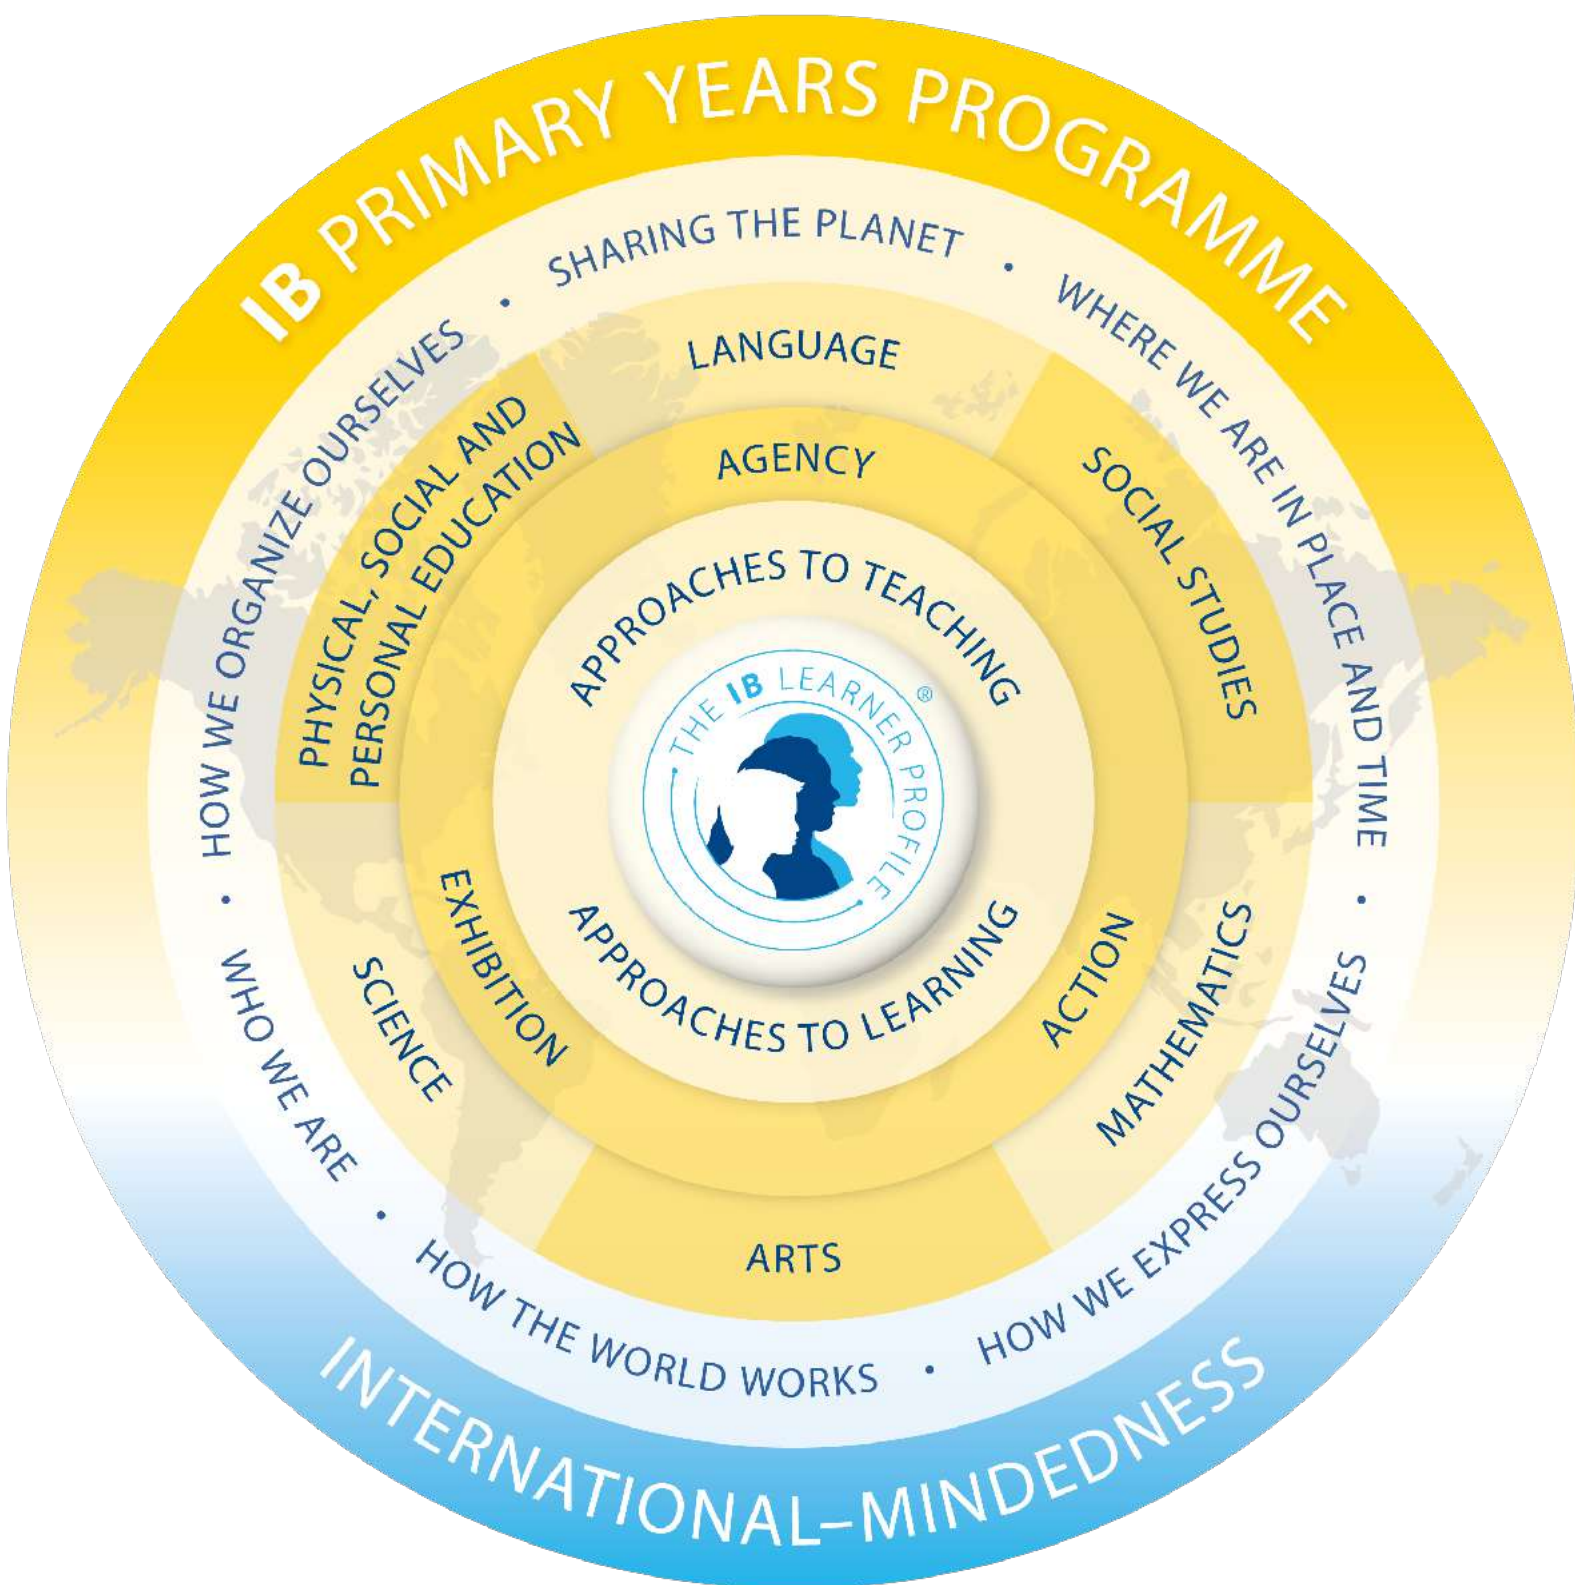 IB PRIMARY YEARS PROGRAMME
SHARING THE PLANET
•
WHERE WE ARE IN PLACE AND TIME
•
HOW WE EXPRESS OURSELVES
•
HOW THE WORLD WORKS
•
WHO WE ARE
•
HOW WE ORGANIZE OURSELVES
•
LANGUAGE
SOCIAL STUDIES
MATHEMATICS
ARTS
SCIENCE
PHYSICAL, SOCIAL AND
PERSONAL EDUCATION
AGENCY
ACTION
EXHIBITION
APPROACHES TO TEACHING
APPROACHES TO LEARNING
THE IB LEARNER PROFILE ®
INTERNATIONAL–MINDEDNESS